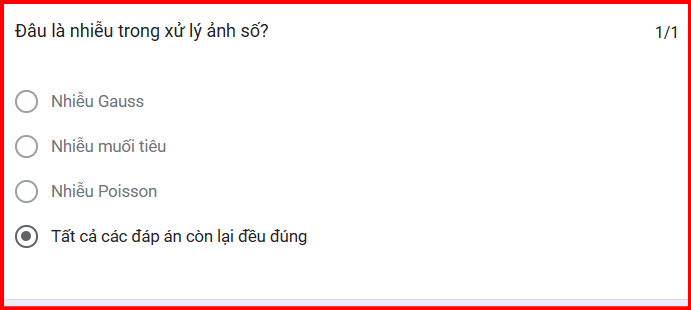 Đâu là nhiễu trong xử lý ảnh số?
1/1
Nhiễu Gauss
Nhiễu muối tiêu
Nhiễu Poisson
Tất cả các đáp án còn lại đều đúng